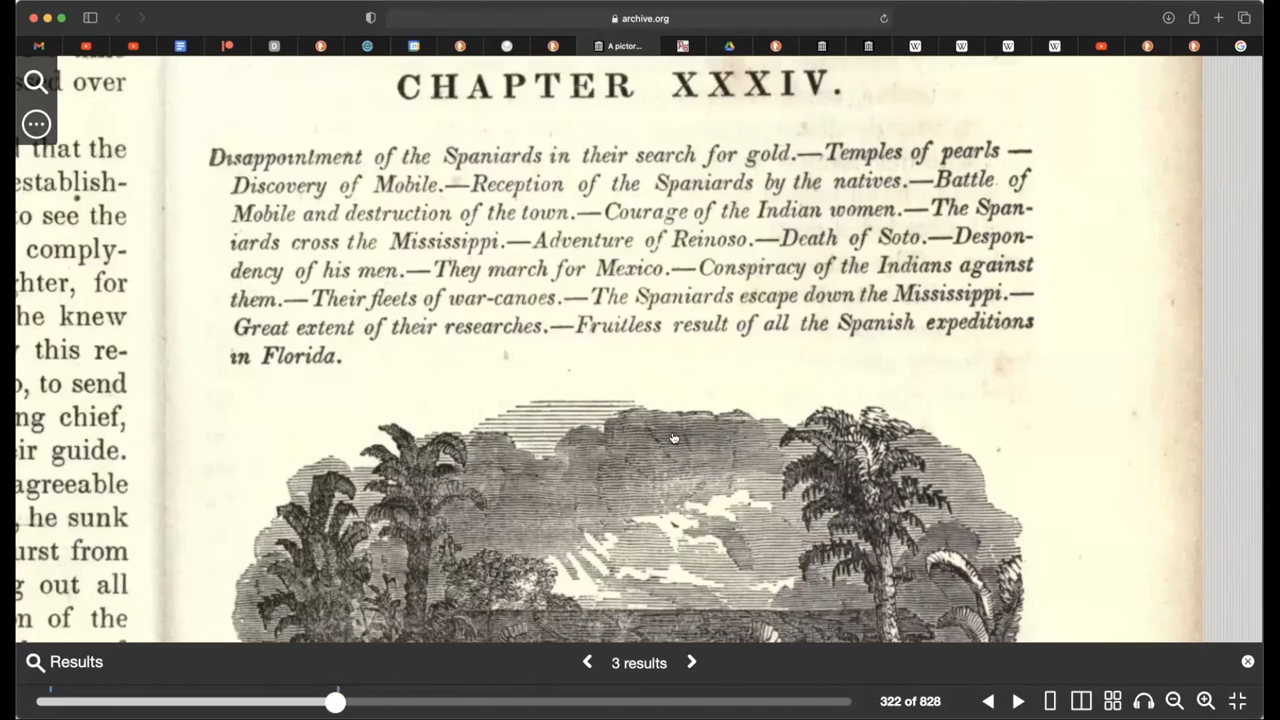 archive.org
A pictor...
CHAPTER XXXIV.
Disappointment of the Spaniards in their search for gold.—Temples of pearls —
Discovery of Mobile.—Reception of the Spaniards by the natives.—Battle of
Mobile and destruction of the town.—Courage of the Indian women.—The Span-
iards cross the Mississippi.—Adventure of Reinoso.—Death of Soto.—Despon-
dency of his men.—They march for Mexico.—Conspiracy of the Indians against
them.—Their fleets of war-canoes.—The Spaniards escape down the Mississippi.—
Great extent of their researches.—Fruitless result of all the Spanish expeditions
in Florida.
over
that the
establish-
to see the
comply-
hter, for
he knew
this re-
o, to send
ng chief,
ir guide.
agreeable
, he sunk
urst from
g out all
n of the
Results
3 results
322 of 828